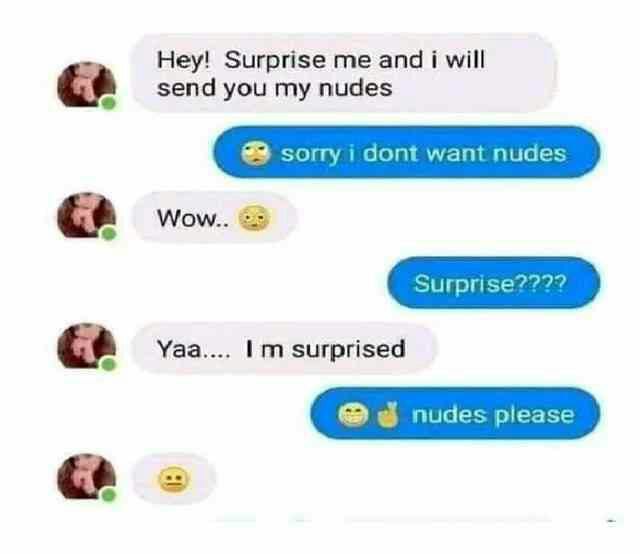 Hey! Surprise me and i will
send you my nudes
🙄 sorry i dont want nudes
Wow.. 😳
Surprise????
Yaa.... I m surprised
😁🤞 nudes please
😐